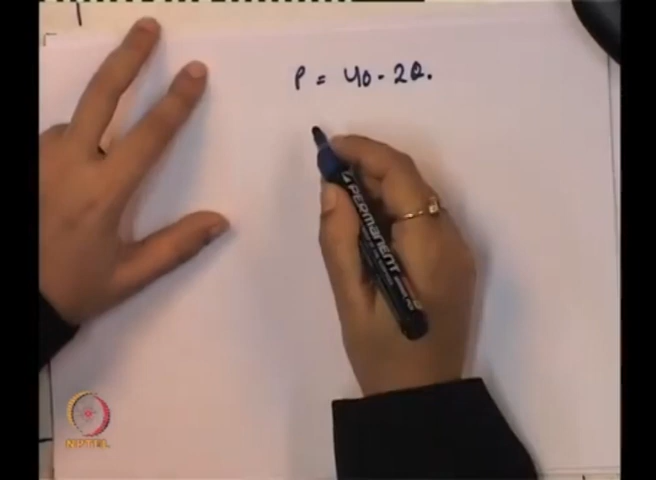 P = 40 - 2Q.
PERMANENT
NPTEL